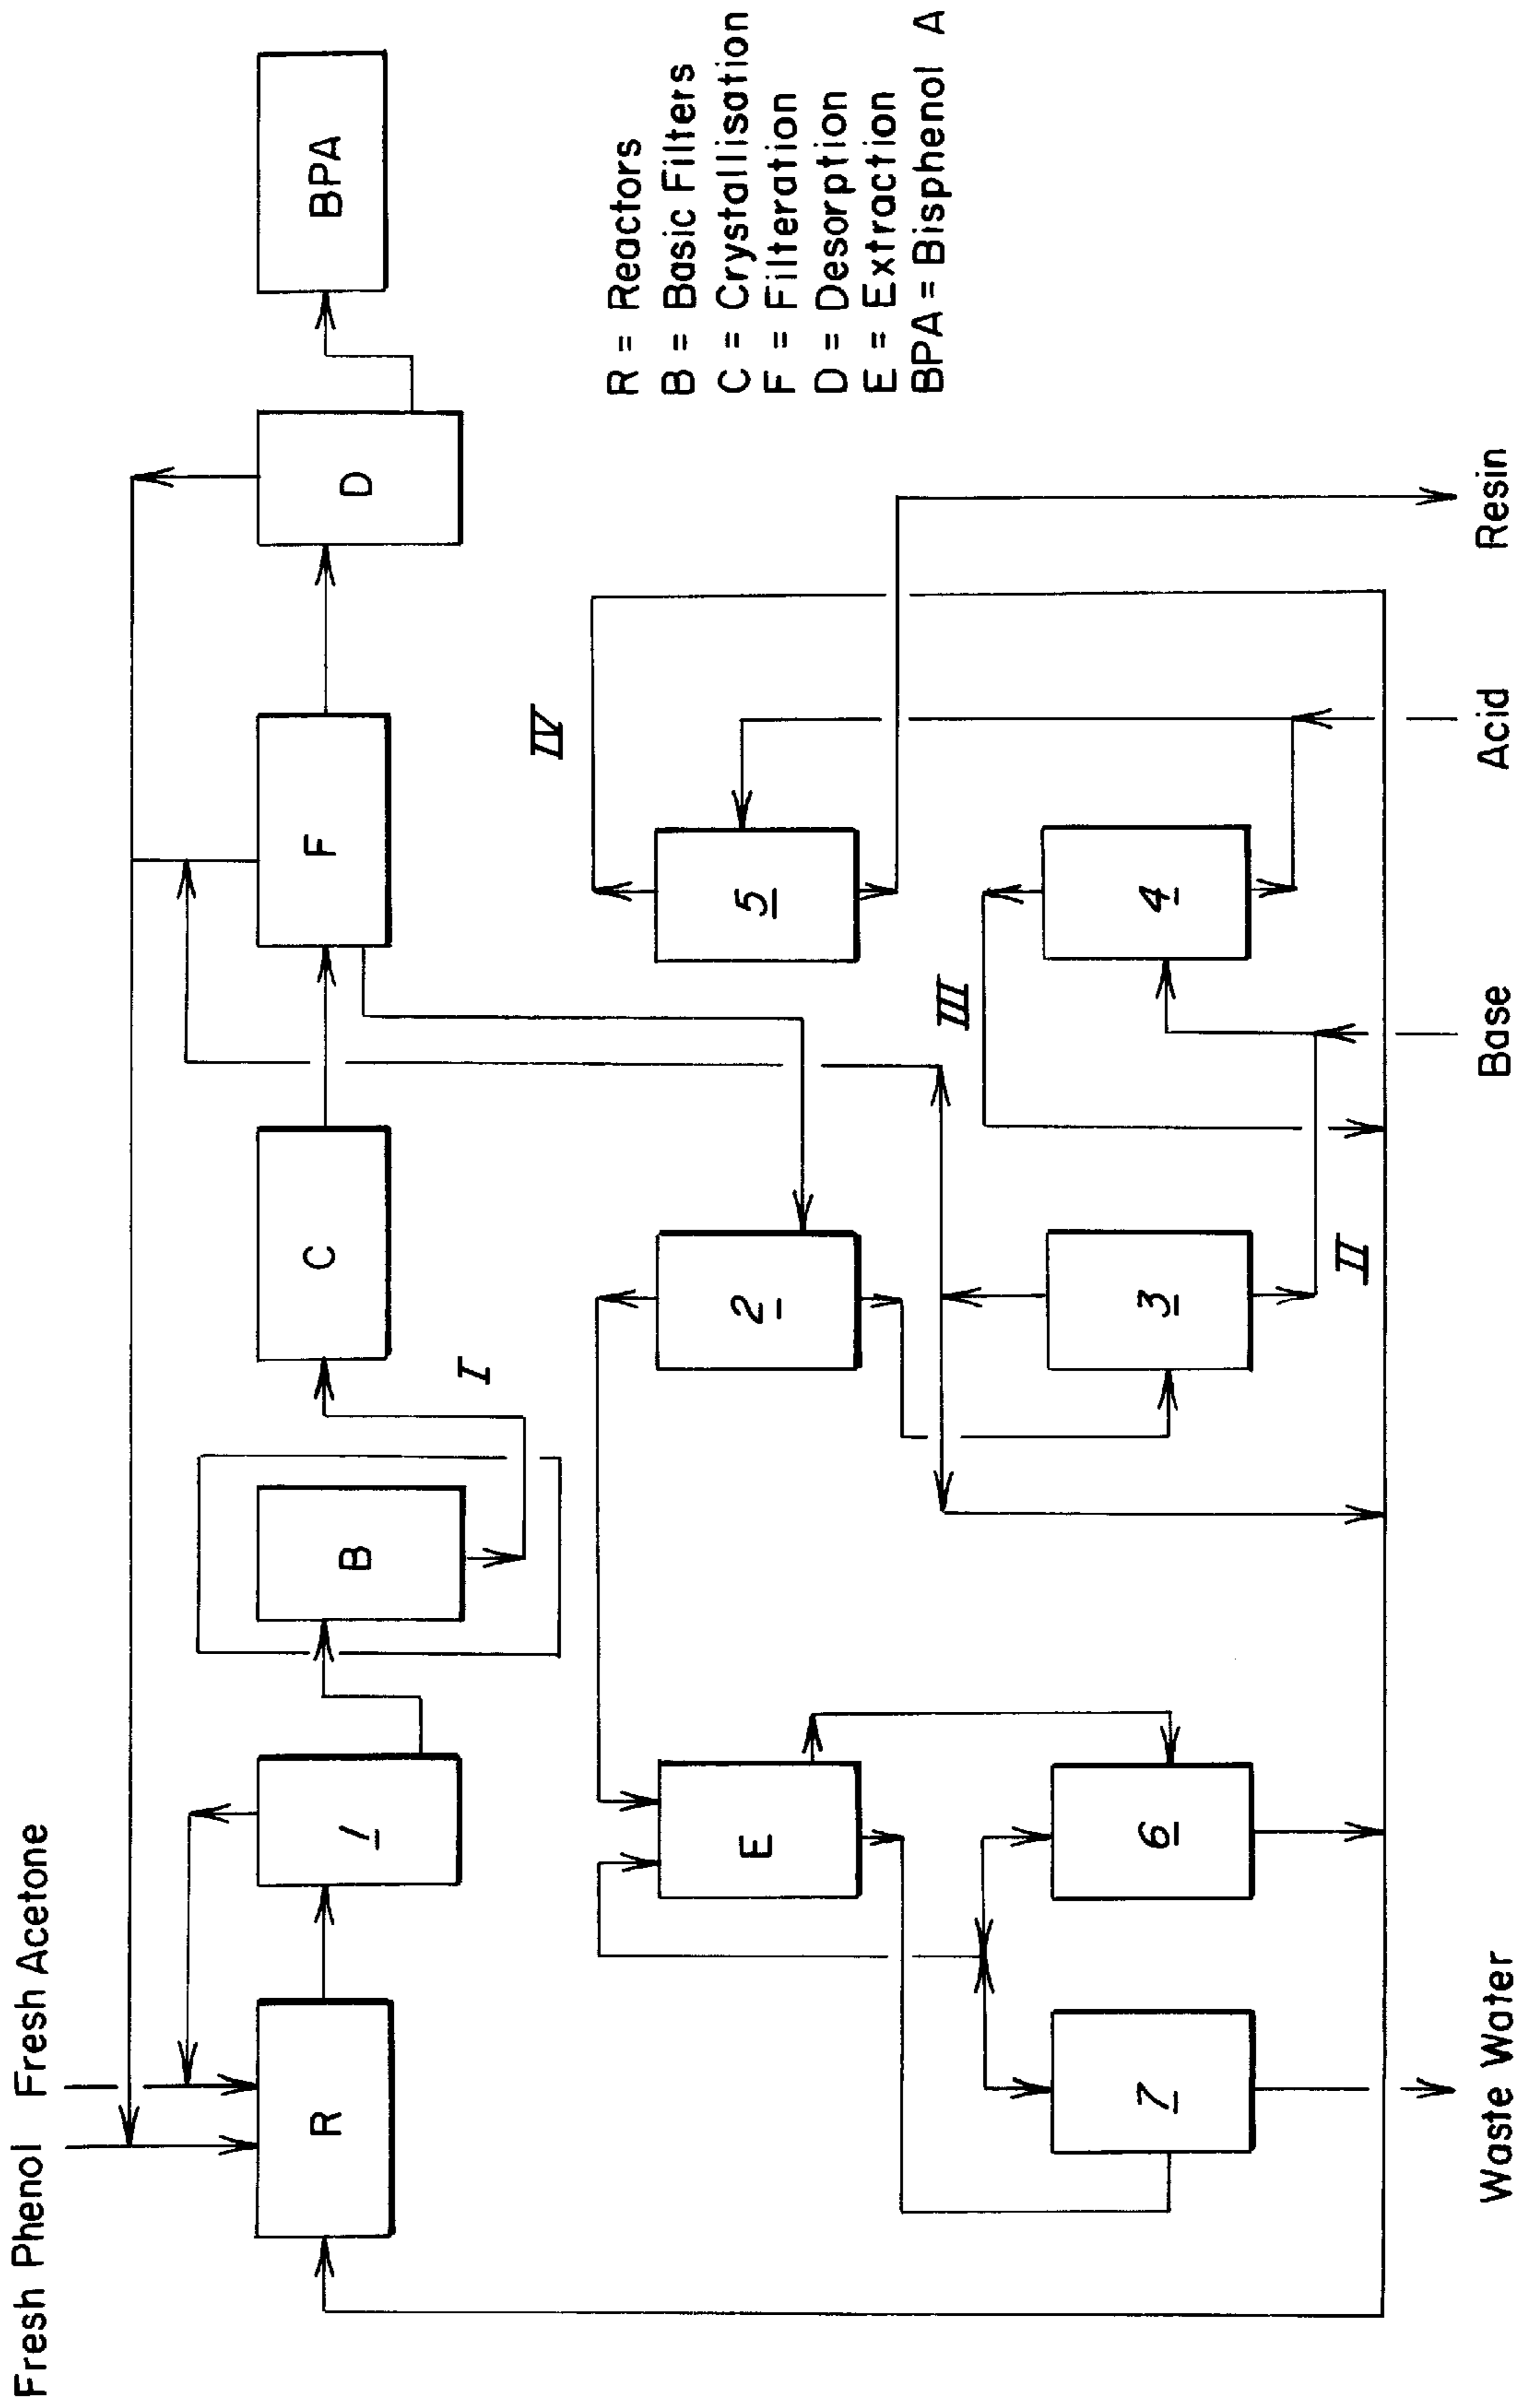 Fresh Phenol Fresh Acetone
R
1
B
C
F
D
BPA
I
IV
R = Reactors
B = Basic Filters
C = Crystallisation
F = Filteration
D = Desorption
E = Extraction
BPA = Bisphenol A
E
2
5
III
7
6
3
4
II
Waste Water
Base
Acid
Resin